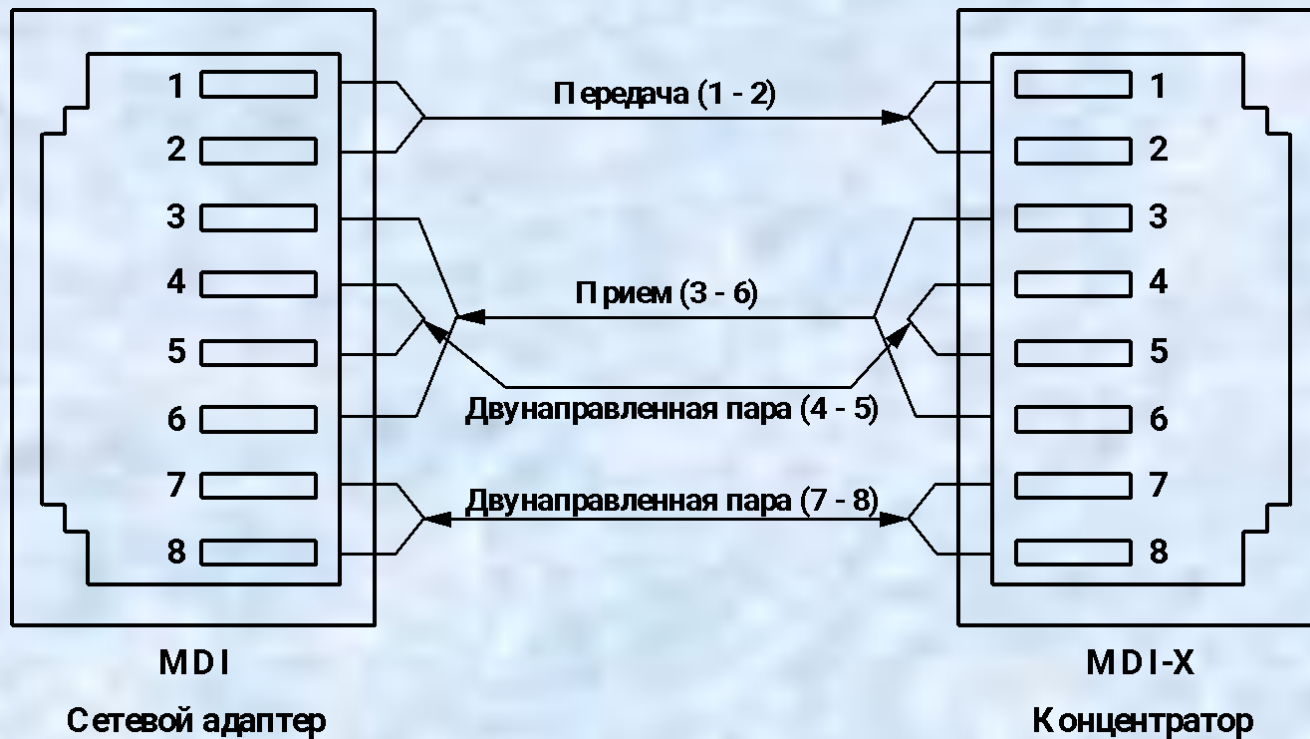 1
2
3
4
5
6
7
8
Передача (1 - 2)
Прием (3 - 6)
Двунаправленная пара (4 - 5)
Двунаправленная пара (7 - 8)
1
2
3
4
5
6
7
8
MDI
Сетевой адаптер
MDI-X
Концентратор